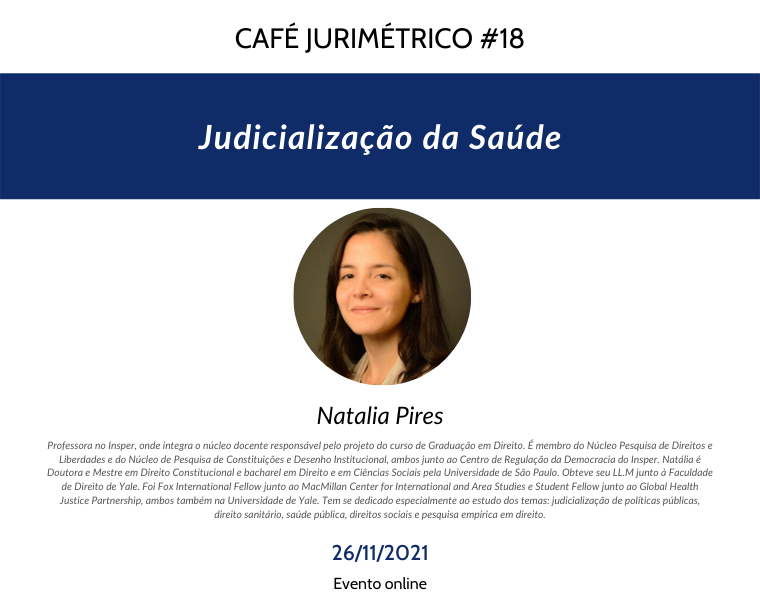 CAFÉ JURIMÉTRICO #18
Judicialização da Saúde
Natalia Pires
Professora no Insper, onde integra o núcleo docente responsável pelo projeto do curso de Graduação em Direito. É membro do Núcleo Pesquisa de Direitos e
Liberdades e do Núcleo de Pesquisa de Constituições e Desenho Institucional, ambos junto ao Centro de Regulação da Democracia do Insper. Natália é
Doutora e Mestre em Direito Constitucional e bacharel em Direito e em Ciências Sociais pela Universidade de São Paulo. Obteve seu LL.M junto à Faculdade
de Direito de Yale. Foi Fox International Fellow junto ao MacMillan Center for International and Area Studies e Student Fellow junto ao Global Health
Justice Partnership, ambos também na Universidade de Yale. Tem se dedicado especialmente ao estudo dos temas: judicialização de políticas públicas,
direito sanitário, saúde pública, direitos sociais e pesquisa empírica em direito.
26/11/2021
Evento online